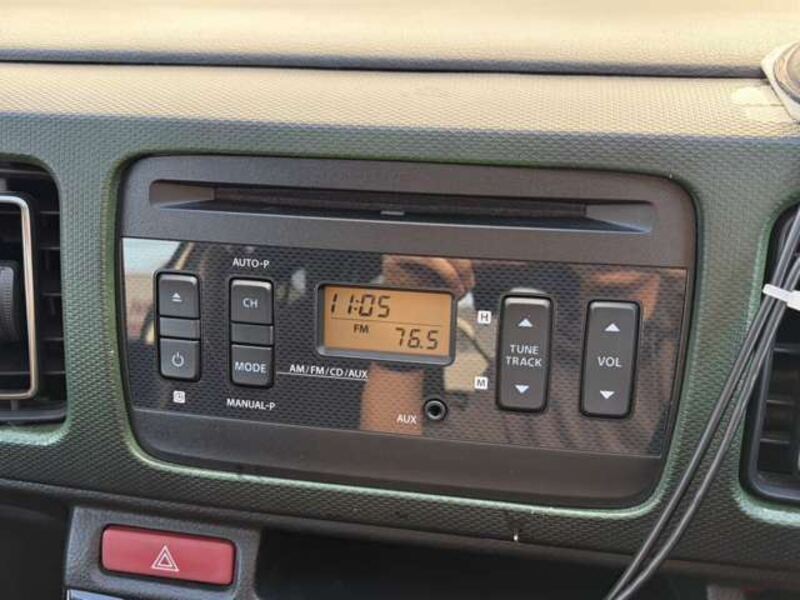 AUTO-P
CH
MODE
MANUAL-P
11:05
FM
76.5
AM/FM/CD/AUX
AUX
H
M
TUNE
TRACK
VOL